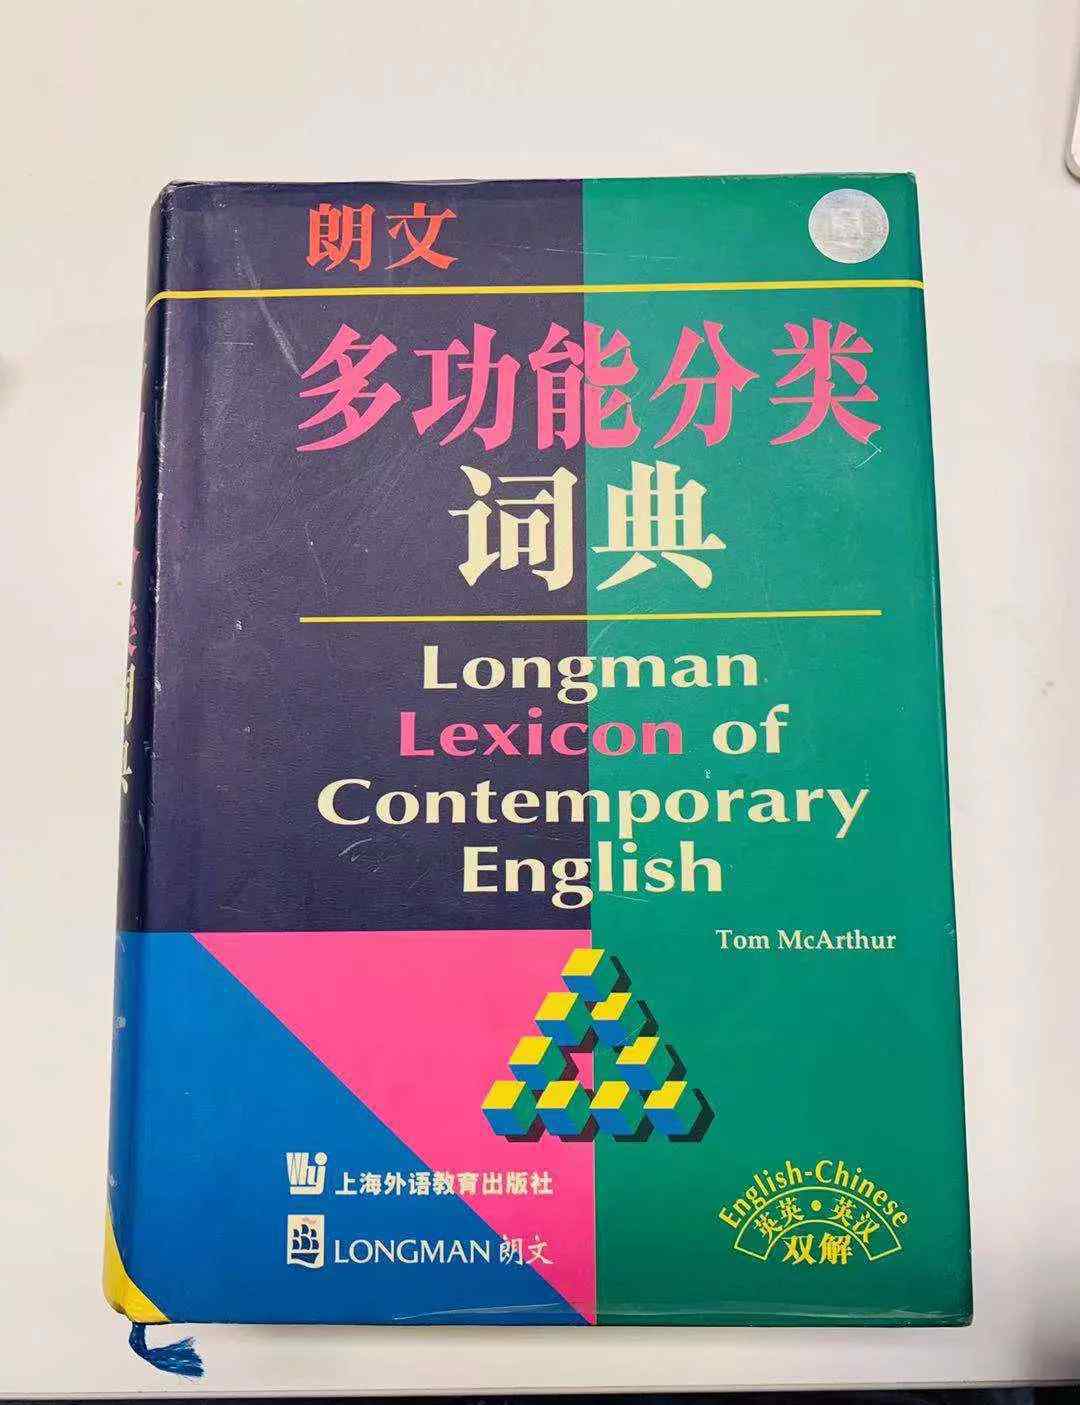 朗文
多功能分类
词典
Longman
Lexicon of
Contemporary
English
Tom McArthur
上海外语教育出版社
LONGMAN 朗文
English-Chinese
英英·英汉
双解